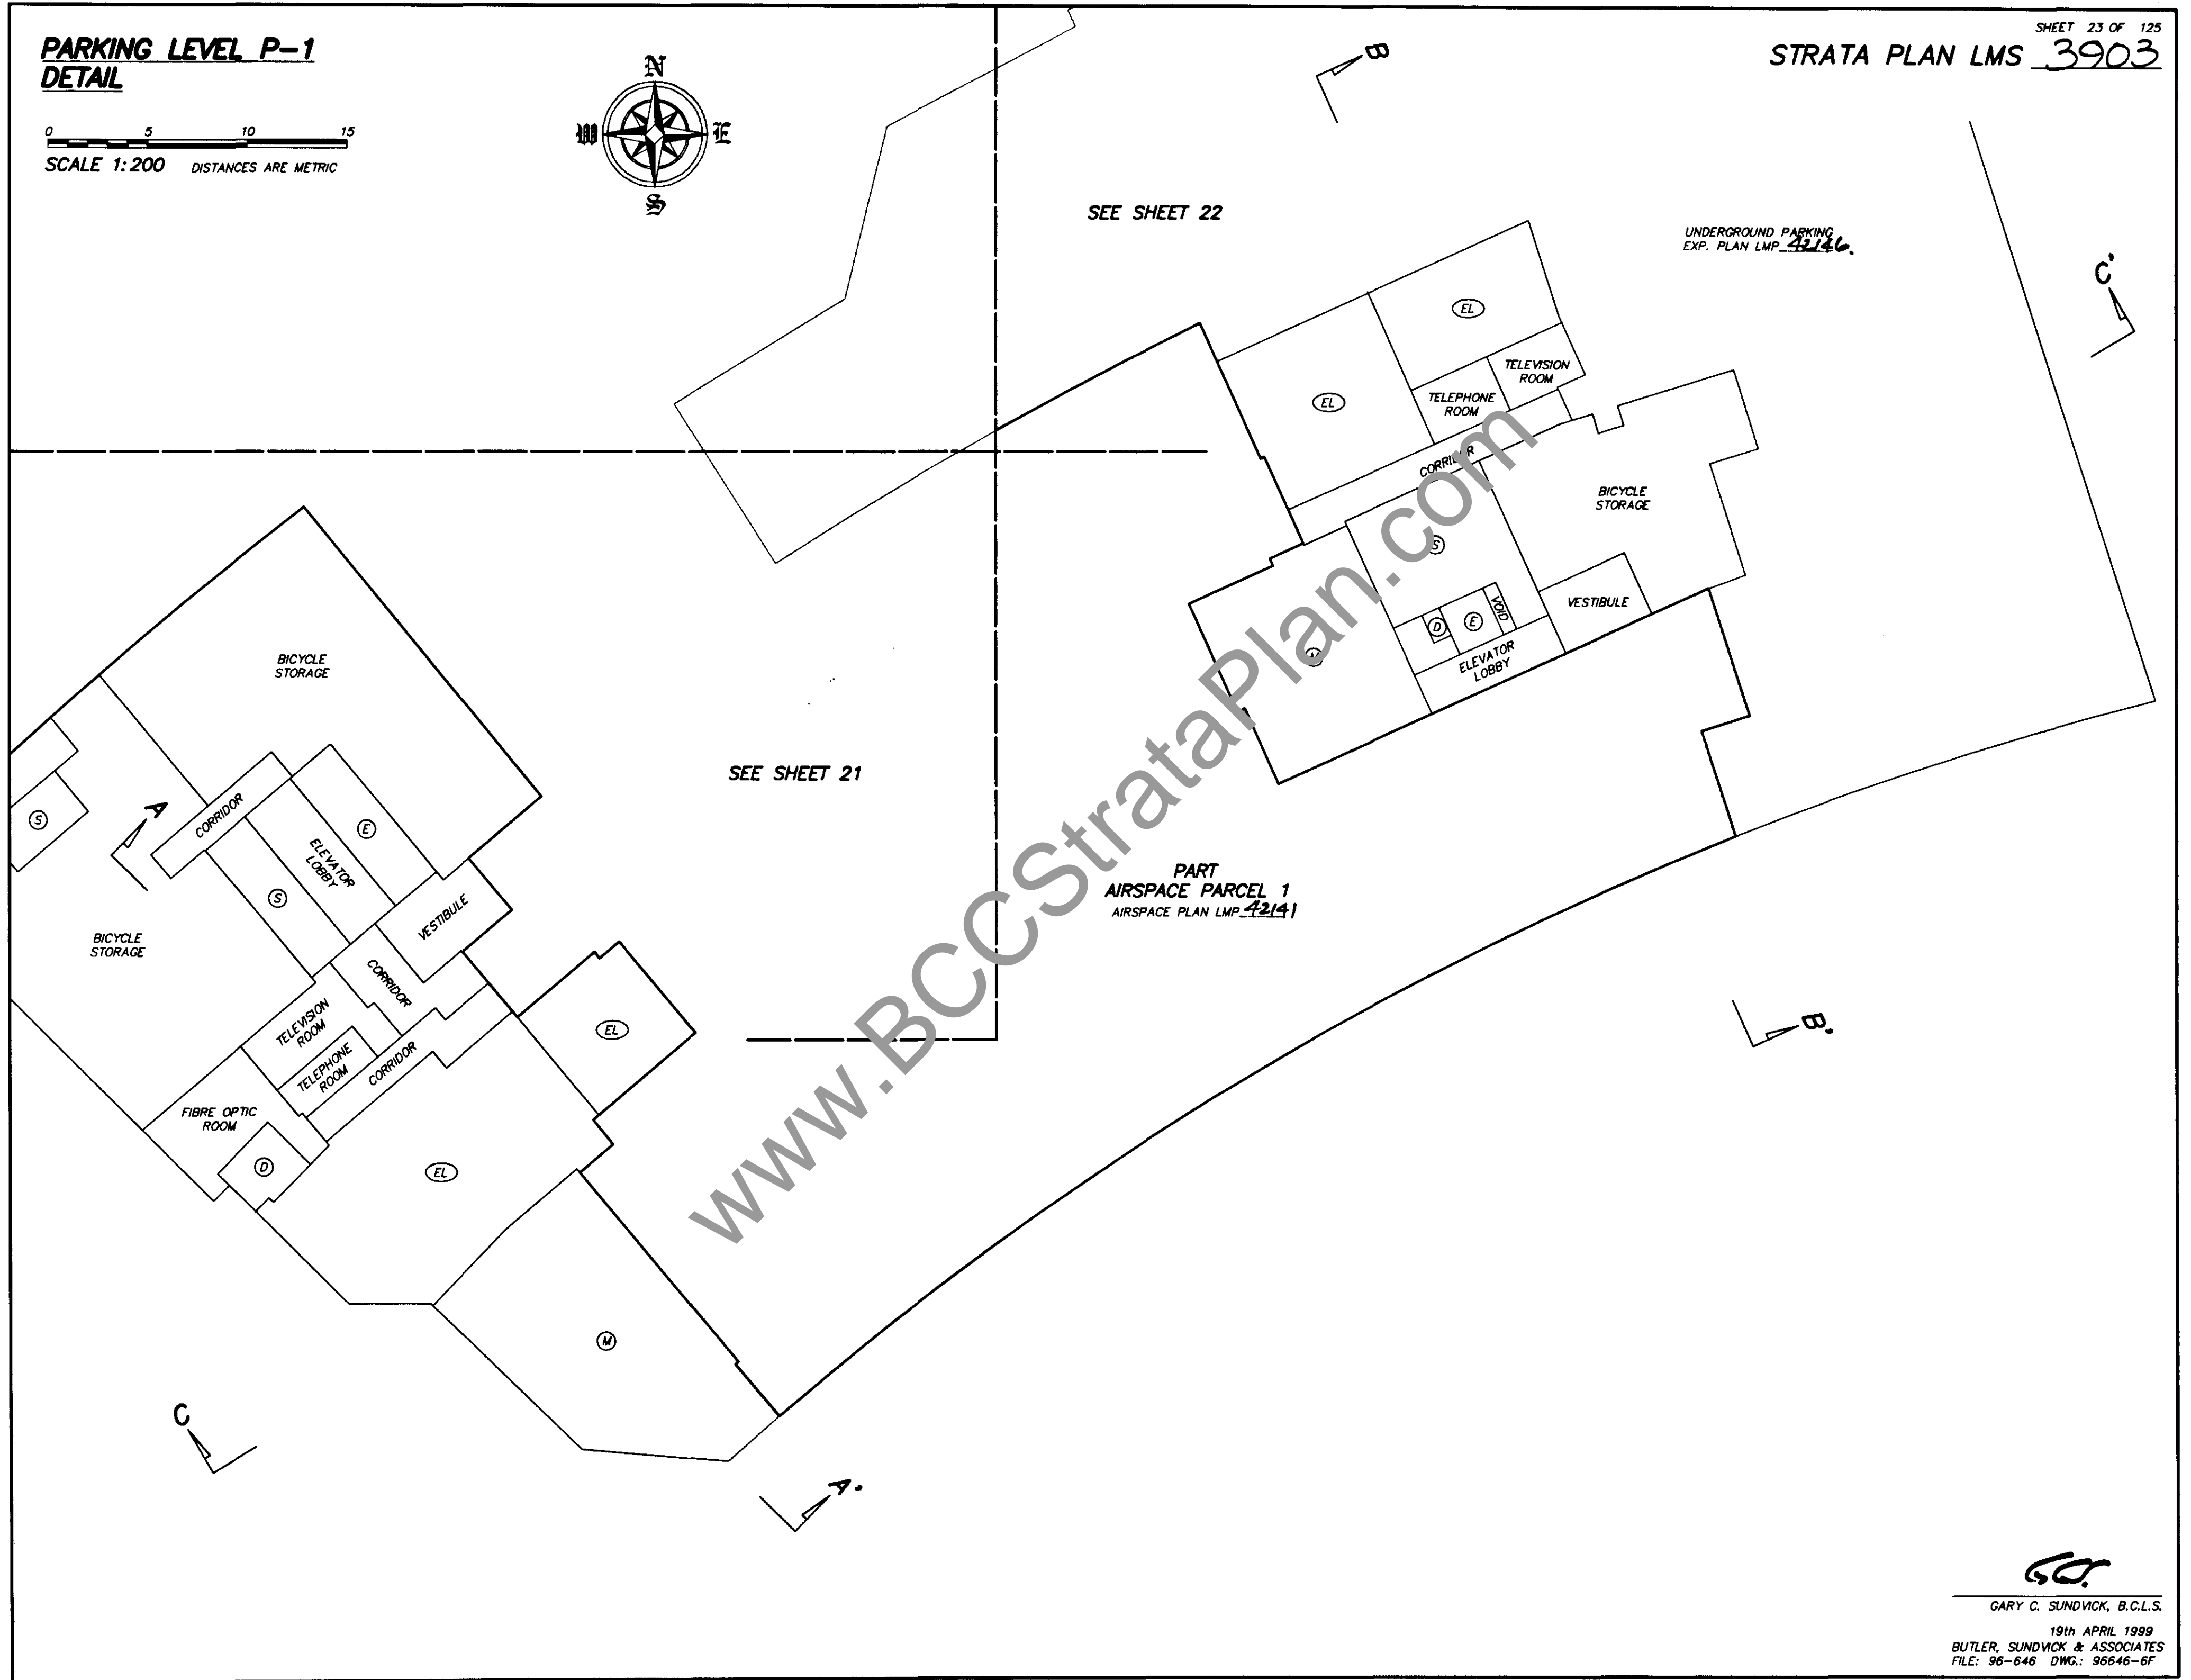 SHEET 23 OF 125
STRATA PLAN LMS 3903
PARKING LEVEL P-1
DETAIL
0 5 10 15
SCALE 1:200 DISTANCES ARE METRIC
N
W E
S
B
SEE SHEET 22
UNDERGROUND PARKING
EXP. PLAN LMP 42146.
C'
EL
EL
TELEVISION
ROOM
TELEPHONE
ROOM
CORRIDOR
BICYCLE
STORAGE
S
VESTIBULE
VOID
D
E
ELEVATOR
LOBBY
BICYCLE
STORAGE
SEE SHEET 21
A
S
CORRIDOR
E
ELEVATOR
LOBBY
S
VESTIBULE
BICYCLE
STORAGE
CORRIDOR
PART
AIRSPACE PARCEL 1
AIRSPACE PLAN LMP 42141
TELEVISION
ROOM
TELEPHONE
ROOM
CORRIDOR
EL
B'
FIBRE OPTIC
ROOM
D
EL
M
C
A'
www.BCCStrataPlan.com
GARY C. SUNDVICK, B.C.L.S.
19th APRIL 1999
BUTLER, SUNDVICK & ASSOCIATES
FILE: 96-646 DWG.: 96646-6F